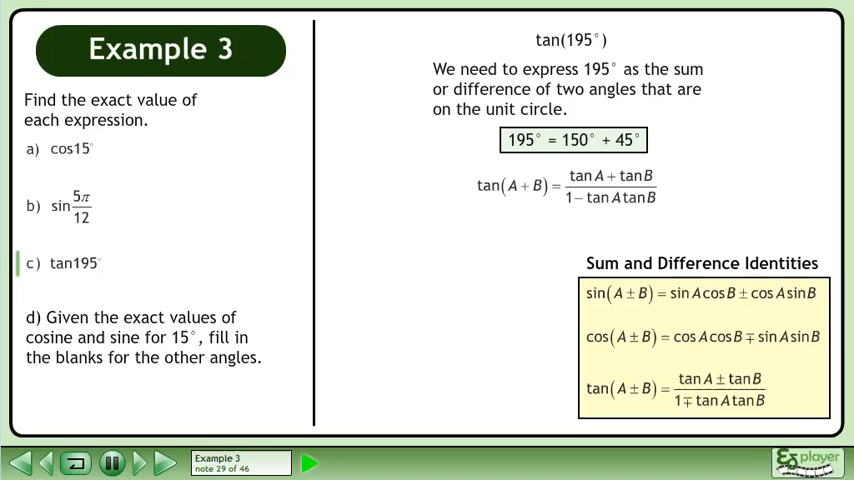 Example 3
Find the exact value of
each expression.
a) cos15°
b) sin 5π/12
c) tan195°
d) Given the exact values of
cosine and sine for 15°, fill in
the blanks for the other angles.
tan(195°)
We need to express 195° as the sum
or difference of two angles that are
on the unit circle.
195° = 150° + 45°
tan(A + B) = (tan A + tan B)/(1 − tan A tan B)
Sum and Difference Identities
sin(A ± B) = sin A cos B ± cos A sin B
cos(A ± B) = cos A cos B ∓ sin A sin B
tan(A ± B) = (tan A ± tan B)/(1 ∓ tan A tan B)
Example 3
note 29 of 46
player